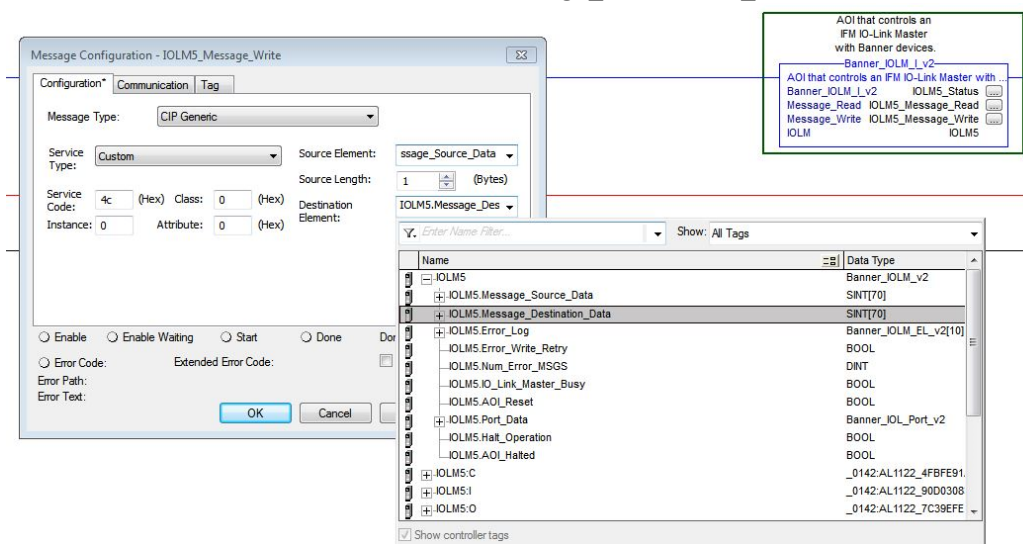 AOI that controls an
IFM IO-Link Master
with Banner devices.
Banner_IOLM_I_v2
AOI that controls an IFM IO-Link Master with ...
Banner_IOLM_I_v2 IOLM5_Status ...
Message_Read IOLM5_Message_Read ...
Message_Write IOLM5_Message_Write ...
IOLM IOLM5
Message Configuration - IOLM5_Message_Write
Configuration* Communication Tag
Message Type: CIP Generic
Service Type: Custom
Source Element: ssage_Source_Data
Source Length: 1 (Bytes)
Service Code: 4c (Hex) Class: 0 (Hex)
Destination Element: IOLM5.Message_Des
Instance: 0 Attribute: 0 (Hex)
Enter Name Filter... Show: All Tags
Name Data Type
IOLM5 Banner_IOLM_v2
IOLM5.Message_Source_Data SINT[70]
IOLM5.Message_Destination_Data SINT[70]
IOLM5.Error_Log Banner_IOLM_EL_v2[10]
IOLM5.Error_Write_Retry BOOL
IOLM5.Num_Error_MSGS DINT
IOLM5.IO_Link_Master_Busy BOOL
IOLM5.AOI_Reset BOOL
IOLM5.Port_Data Banner_IOL_Port_v2
IOLM5.Halt_Operation BOOL
IOLM5.AOI_Halted BOOL
IOLM5:C _0142:AL1122_4FBFE91.
IOLM5:I _0142:AL1122_90D0308
IOLM5:O _0142:AL1122_7C39EFE
Show controller tags
Enable Enable Waiting Start Done Dor
Error Code: Extended Error Code:
Error Path:
Error Text:
OK Cancel